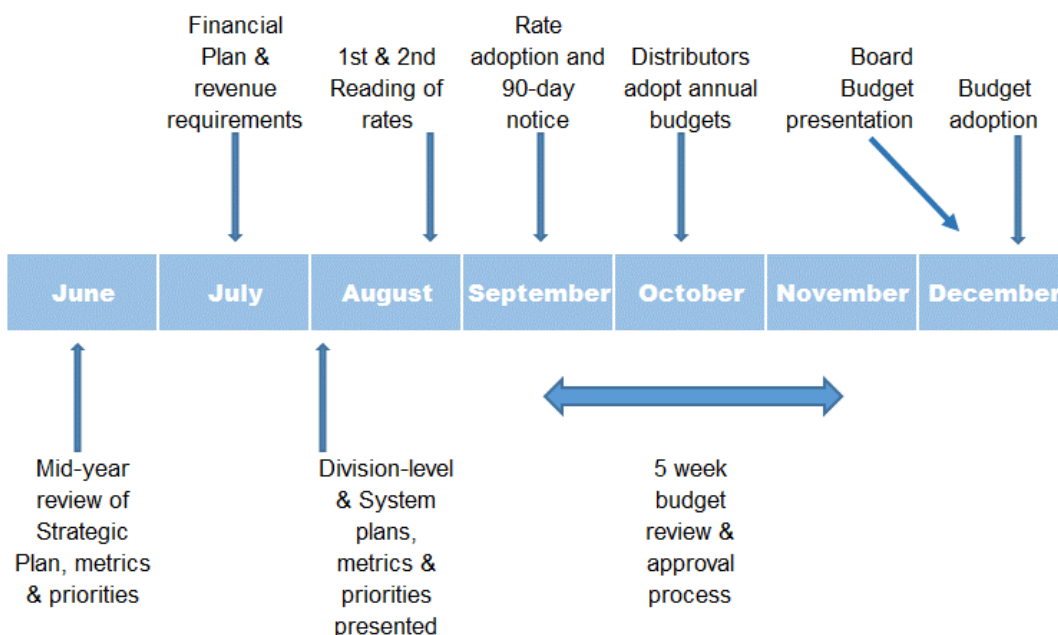 Financial
Plan &
revenue
requirements
1st & 2nd
Reading of
rates
Rate
adoption and
90-day
notice
Distributors
adopt annual
budgets
Board
Budget
presentation
Budget
adoption
June
July
August
September
October
November
December
Mid-year
review of
Strategic
Plan, metrics
& priorities
Division-level
& System
plans,
metrics &
priorities
presented
5 week
budget
review &
approval
process